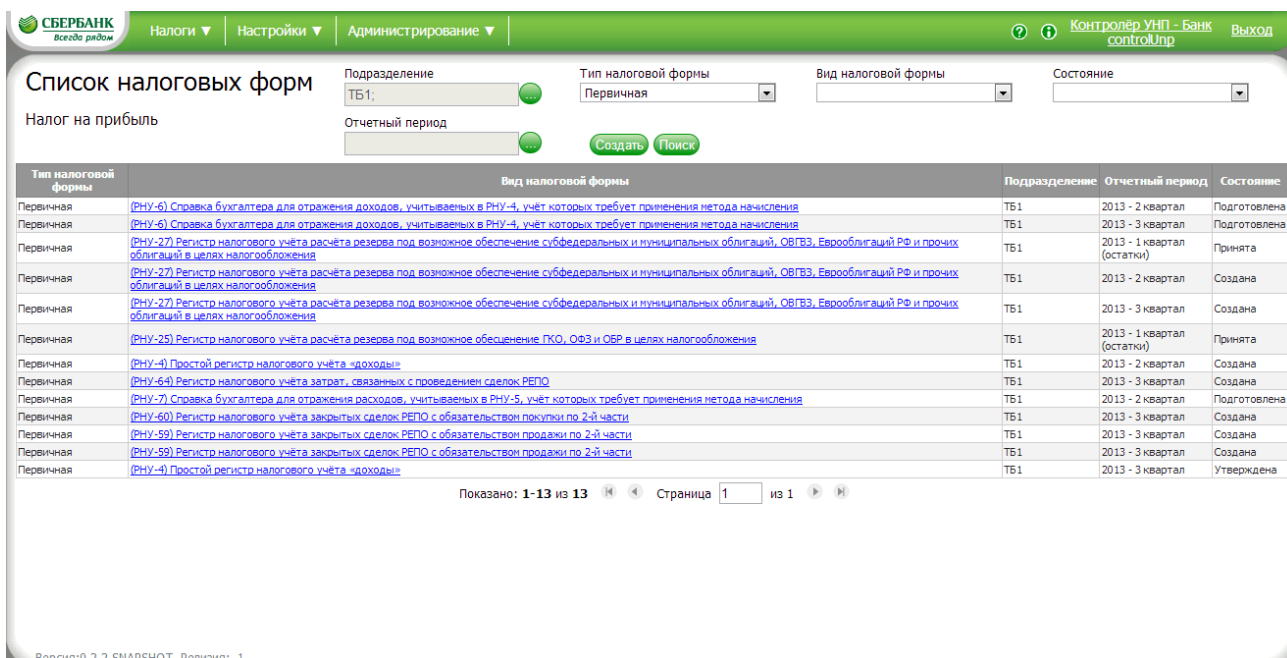 СБЕРБАНК
Всегда рядом
Налоги ▼ Настройки ▼ Администрирование ▼
Контролёр УНП - Банк
controlUnp
Выход
Список налоговых форм
Налог на прибыль
Подразделение Тип налоговой формы Вид налоговой формы Состояние
ТБ1; Первичная
Отчетный период
Создать Поиск
Тип налоговой формы Вид налоговой формы Подразделение Отчетный период Состояние
Первичная (РНУ-6) Справка бухгалтера для отражения доходов, учитываемых в РНУ-4, учёт которых требует применения метода начисления ТБ1 2013 - 2 квартал Подготовлена
Первичная (РНУ-6) Справка бухгалтера для отражения доходов, учитываемых в РНУ-4, учёт которых требует применения метода начисления ТБ1 2013 - 3 квартал Подготовлена
Первичная (РНУ-27) Регистр налогового учёта расчёта резерва под возможное обеспечение субфедеральных и муниципальных облигаций, ОВГВЗ, Еврооблигаций РФ и прочих
облигаций в целях налогообложения ТБ1 2013 - 1 квартал (остатки) Принята
Первичная (РНУ-27) Регистр налогового учёта расчёта резерва под возможное обеспечение субфедеральных и муниципальных облигаций, ОВГВЗ, Еврооблигаций РФ и прочих
облигаций в целях налогообложения ТБ1 2013 - 2 квартал Создана
Первичная (РНУ-27) Регистр налогового учёта расчёта резерва под возможное обеспечение субфедеральных и муниципальных облигаций, ОВГВЗ, Еврооблигаций РФ и прочих
облигаций в целях налогообложения ТБ1 2013 - 3 квартал Создана
Первичная (РНУ-25) Регистр налогового учёта расчёта резерва под возможное обесценение ГКО, ОФЗ и ОБР в целях налогообложения ТБ1 2013 - 1 квартал (остатки) Принята
Первичная (РНУ-4) Простой регистр налогового учёта «доходы» ТБ1 2013 - 2 квартал Создана
Первичная (РНУ-64) Регистр налогового учёта затрат, связанных с проведением сделок РЕПО ТБ1 2013 - 3 квартал Создана
Первичная (РНУ-7) Справка бухгалтера для отражения расходов, учитываемых в РНУ-5, учёт которых требует применения метода начисления ТБ1 2013 - 2 квартал Подготовлена
Первичная (РНУ-60) Регистр налогового учёта закрытых сделок РЕПО с обязательством покупки по 2-й части ТБ1 2013 - 3 квартал Создана
Первичная (РНУ-59) Регистр налогового учёта закрытых сделок РЕПО с обязательством продажи по 2-й части ТБ1 2013 - 3 квартал Создана
Первичная (РНУ-59) Регистр налогового учёта закрытых сделок РЕПО с обязательством продажи по 2-й части ТБ1 2013 - 3 квартал Создана
Первичная (РНУ-4) Простой регистр налогового учёта «доходы» ТБ1 2013 - 3 квартал Утверждена
Показано: 1-13 из 13 Страница 1 из 1
Версия:0.2.2-SNAPSHOT, Ревизия: -1